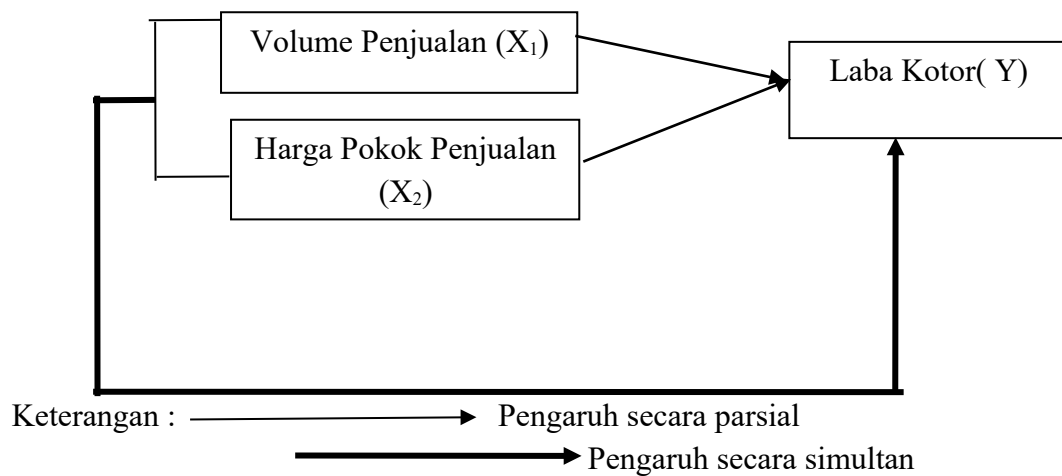 Volume Penjualan (X₁)
Laba Kotor( Y)
Harga Pokok Penjualan
(X₂)
Keterangan : Pengaruh secara parsial
Pengaruh secara simultan